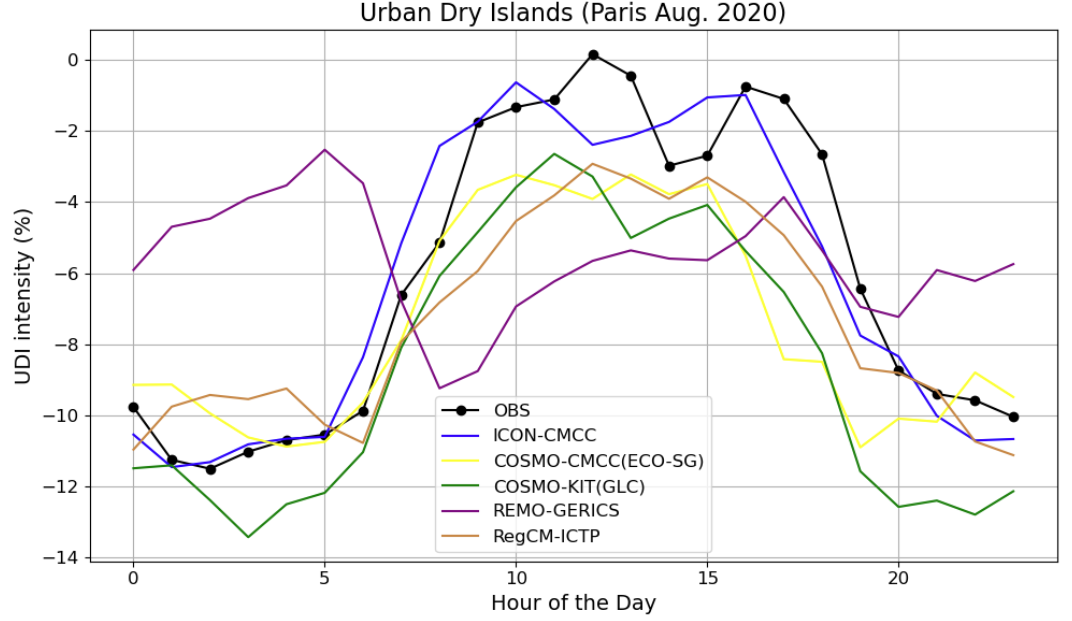 Urban Dry Islands (Paris Aug. 2020)
UDI intensity (%)
0
−2
−4
−6
−8
−10
−12
−14
OBS
ICON-CMCC
COSMO-CMCC(ECO-SG)
COSMO-KIT(GLC)
REMO-GERICS
RegCM-ICTP
0 5 10 15 20
Hour of the Day